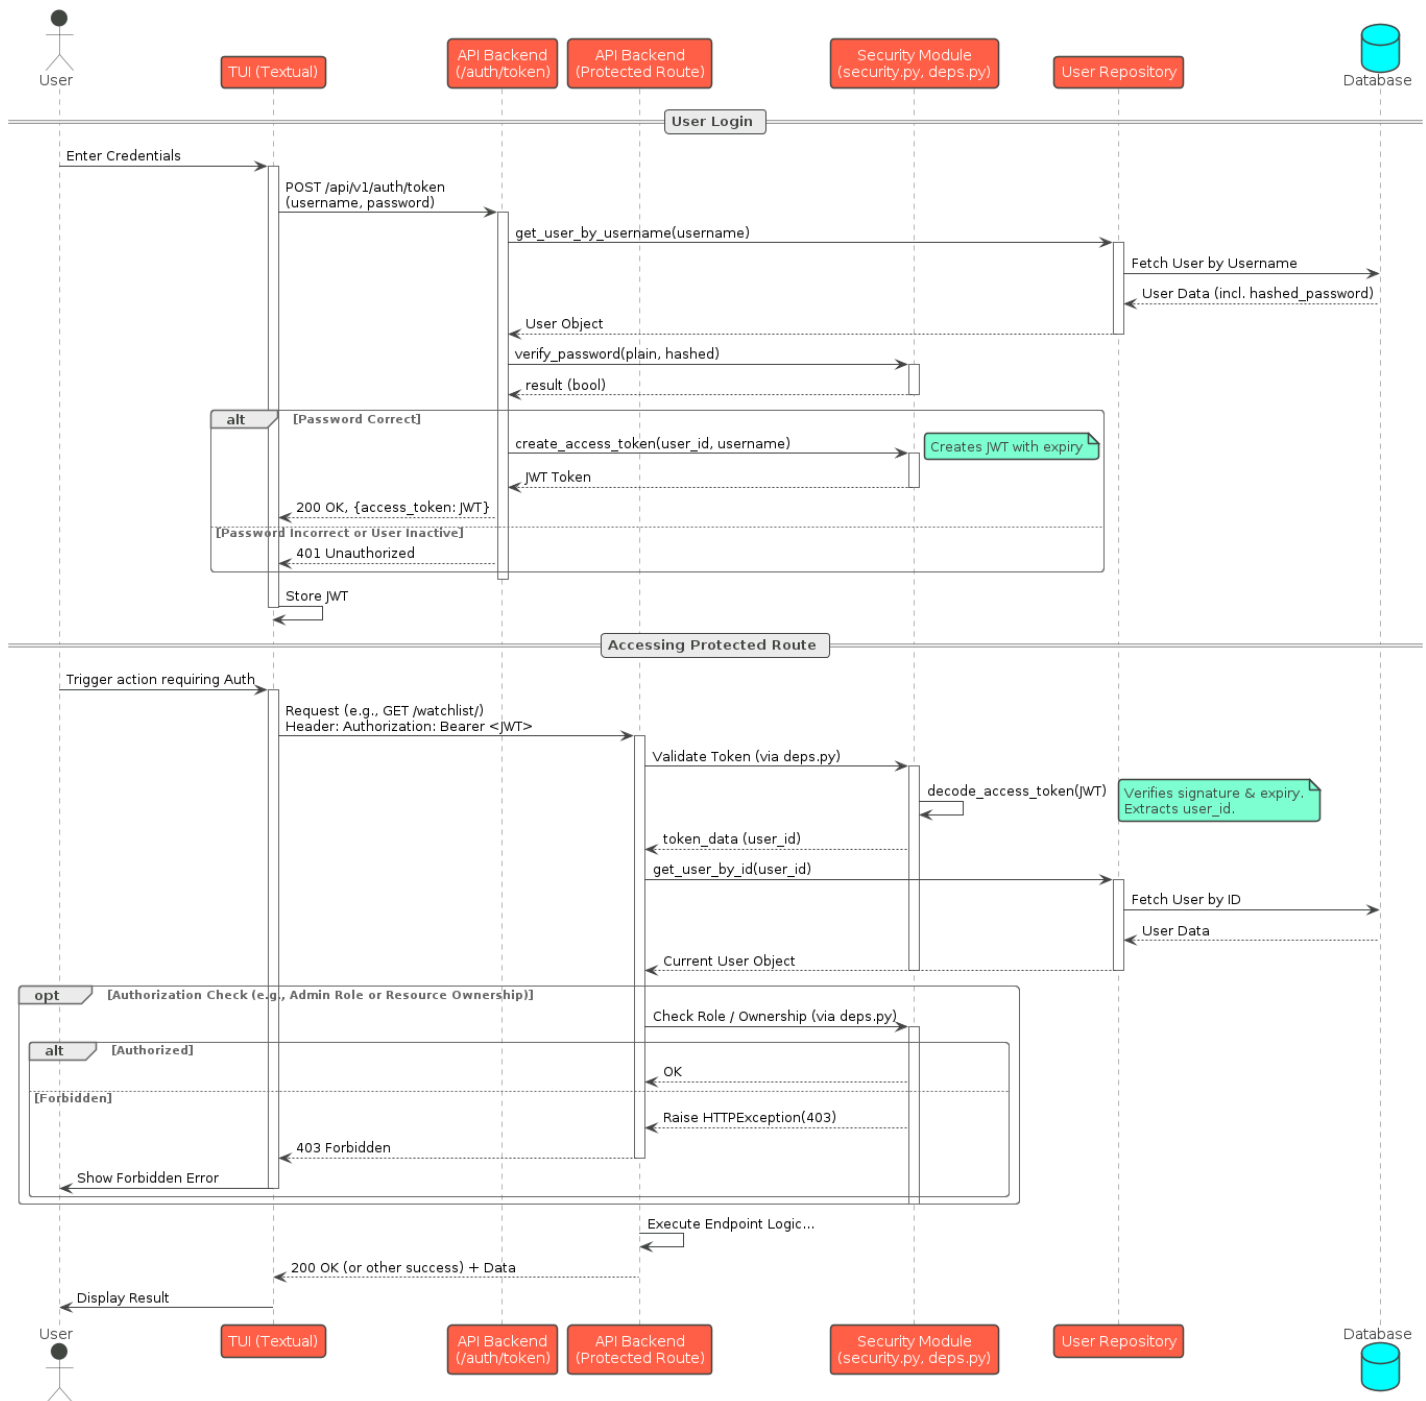 User
TUI (Textual)
API Backend
(/auth/token)
API Backend
(Protected Route)
Security Module
(security.py, deps.py)
User Repository
Database
User Login
Enter Credentials
POST /api/v1/auth/token
(username, password)
get_user_by_username(username)
Fetch User by Username
User Data (incl. hashed_password)
User Object
verify_password(plain, hashed)
result (bool)
alt
[Password Correct]
create_access_token(user_id, username)
Creates JWT with expiry
JWT Token
200 OK, {access_token: JWT}
[Password Incorrect or User Inactive]
401 Unauthorized
Store JWT
Accessing Protected Route
Trigger action requiring Auth
Request (e.g., GET /watchlist/)
Header: Authorization: Bearer <JWT>
Validate Token (via deps.py)
decode_access_token(JWT)
Verifies signature & expiry.
Extracts user_id.
token_data (user_id)
get_user_by_id(user_id)
Fetch User by ID
User Data
Current User Object
opt
[Authorization Check (e.g., Admin Role or Resource Ownership)]
Check Role / Ownership (via deps.py)
alt
[Authorized]
OK
[Forbidden]
Raise HTTPException(403)
403 Forbidden
Show Forbidden Error
Execute Endpoint Logic...
200 OK (or other success) + Data
Display Result
User
TUI (Textual)
API Backend
(/auth/token)
API Backend
(Protected Route)
Security Module
(security.py, deps.py)
User Repository
Database